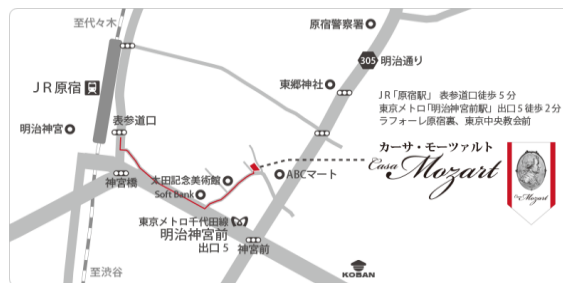 至代々木
原宿警察署
305 明治通り
JR原宿
東郷神社
JR「原宿駅」 表参道口徒歩5分
東京メトロ「明治神宮前駅」 出口5徒歩2分
ラフォーレ原宿裏、東京中央教会前
表参道口
明治神宮
カーサ・モーツァルト
Casa Mozart
太田記念美術館
ABCマート
神宮橋
Soft Bank
Casa Mozart
東京メトロ千代田線
明治神宮前
出口5
神宮前
至渋谷
KOBAN